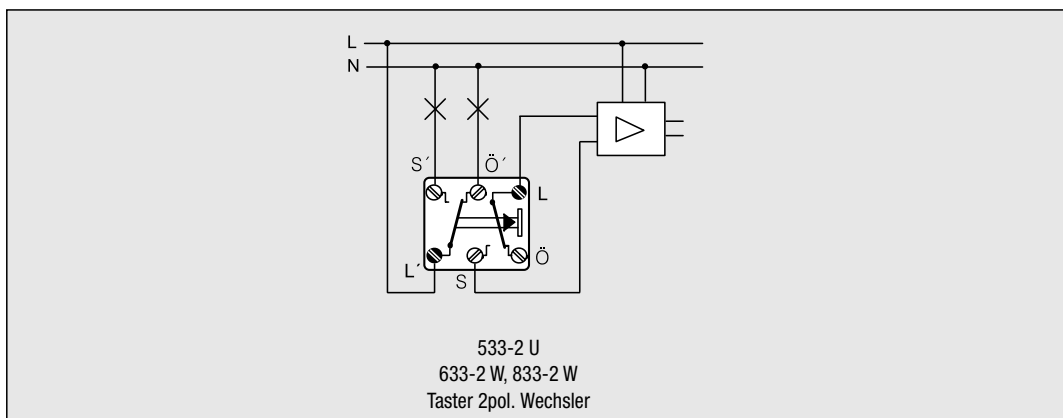 L
N
S´ Ö´
L
L´ S Ö
533-2 U
633-2 W, 833-2 W
Taster 2pol. Wechsler